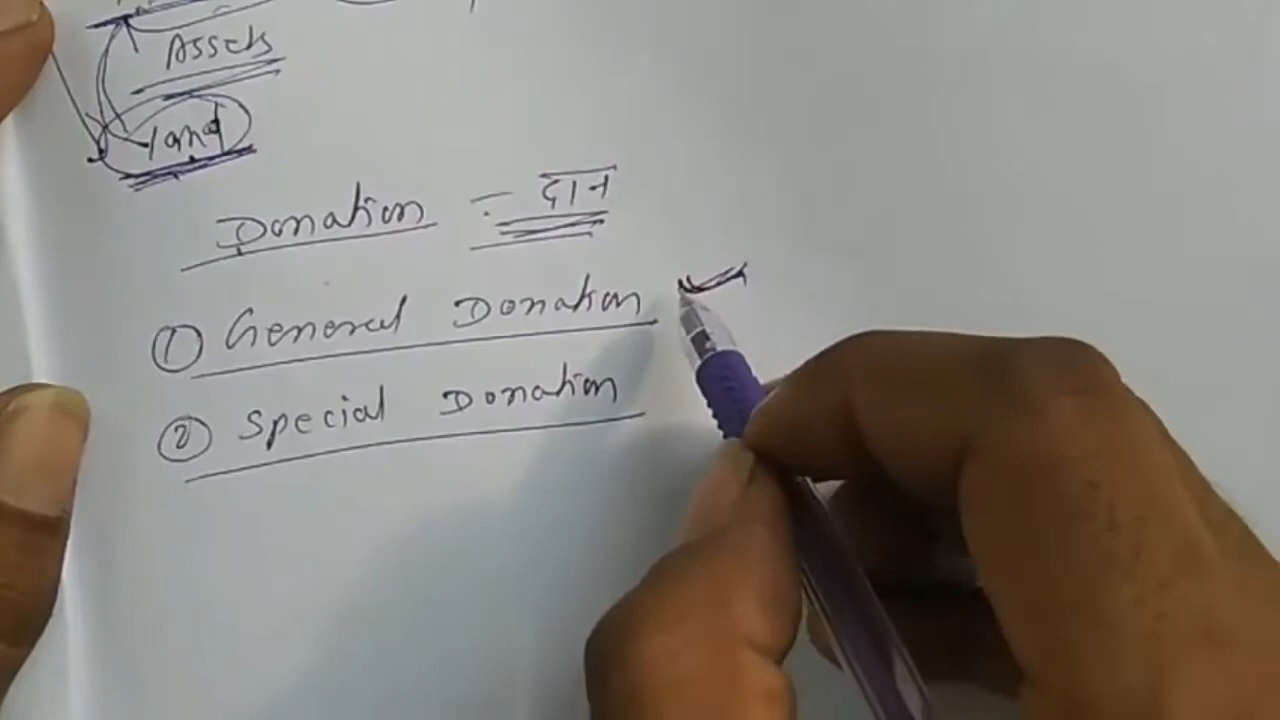 Assets
land
Donation :- दान
① General Donation
② Special Donation